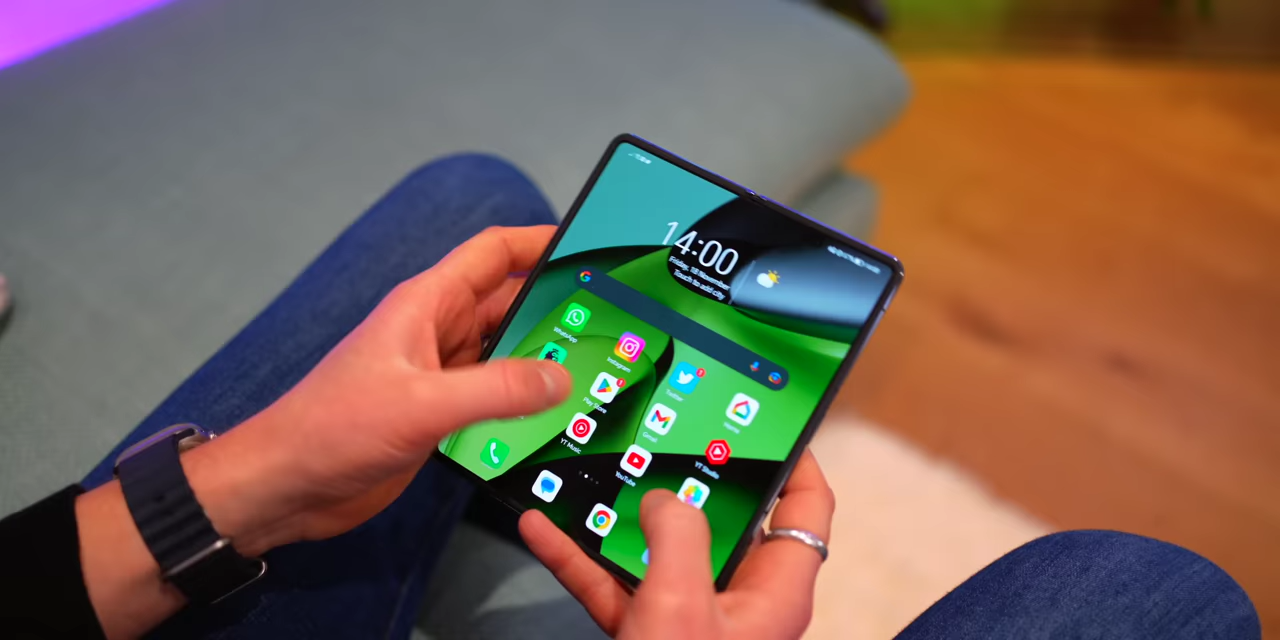 14:00
Friday, 18 November
Touch to add city
WhatsApp
Instagram
Twitter
Play Store
Home
Gmail
YT Music
YT Studio
YouTube